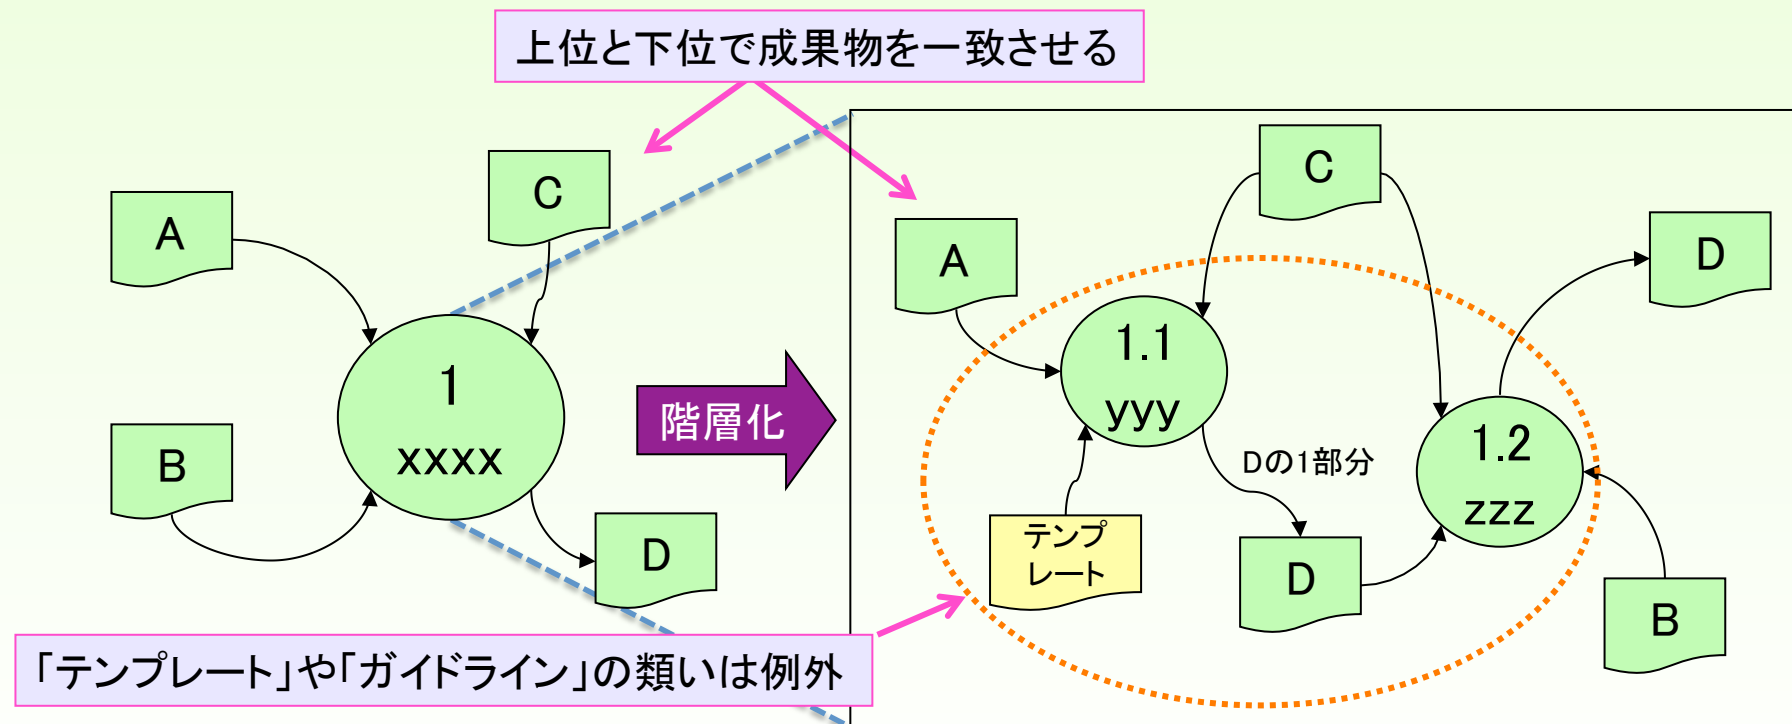 上位と下位で成果物を一致させる
A
C
B
1
xxxx
D
階層化
A
C
D
1.1
yyy
Dの1部分
1.2
zzz
テンプ
レート
D
B
「テンプレート」や「ガイドライン」の類いは例外